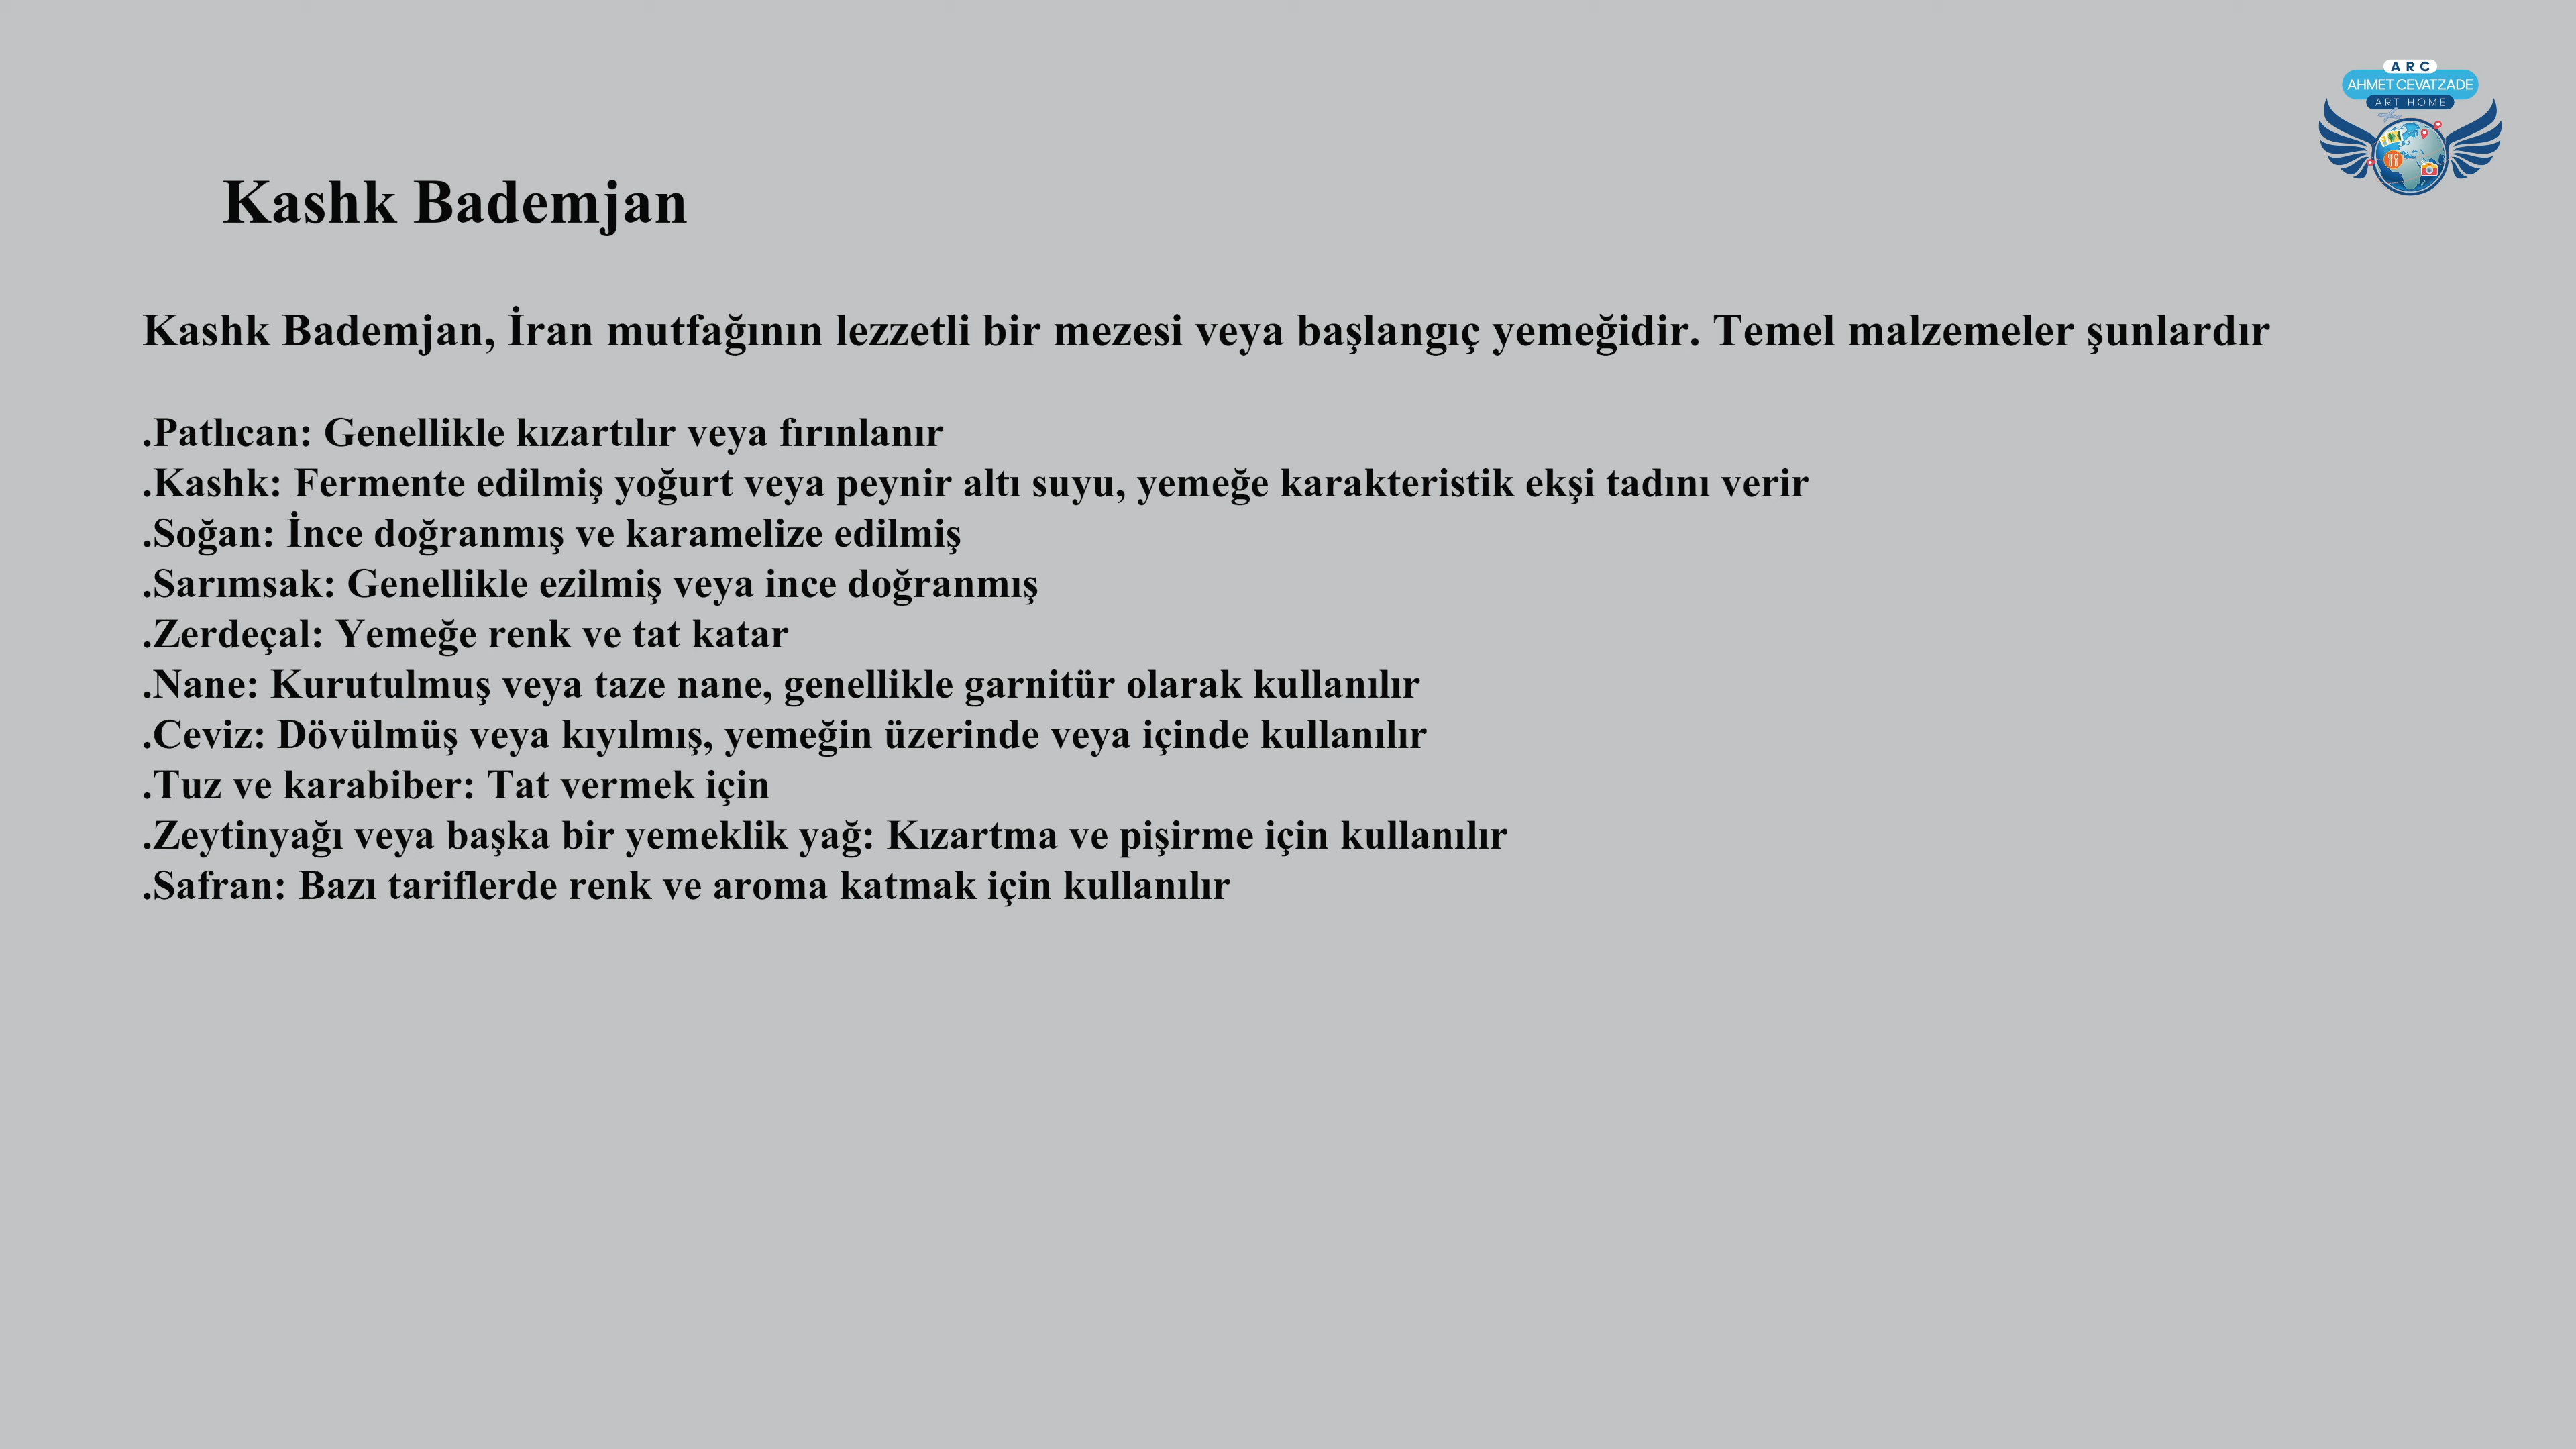 ARC
AHMET CEVATZADE
ART HOME
Kashk Bademjan
Kashk Bademjan, İran mutfağının lezzetli bir mezesi veya başlangıç yemeğidir. Temel malzemeler şunlardır
.Patlıcan: Genellikle kızartılır veya fırınlanır
.Kashk: Fermente edilmiş yoğurt veya peynir altı suyu, yemeğe karakteristik ekşi tadını verir
.Soğan: İnce doğranmış ve karamelize edilmiş
.Sarımsak: Genellikle ezilmiş veya ince doğranmış
.Zerdeçal: Yemeğe renk ve tat katar
.Nane: Kurutulmuş veya taze nane, genellikle garnitür olarak kullanılır
.Ceviz: Dövülmüş veya kıyılmış, yemeğin üzerinde veya içinde kullanılır
.Tuz ve karabiber: Tat vermek için
.Zeytinyağı veya başka bir yemeklik yağ: Kızartma ve pişirme için kullanılır
.Safran: Bazı tariflerde renk ve aroma katmak için kullanılır